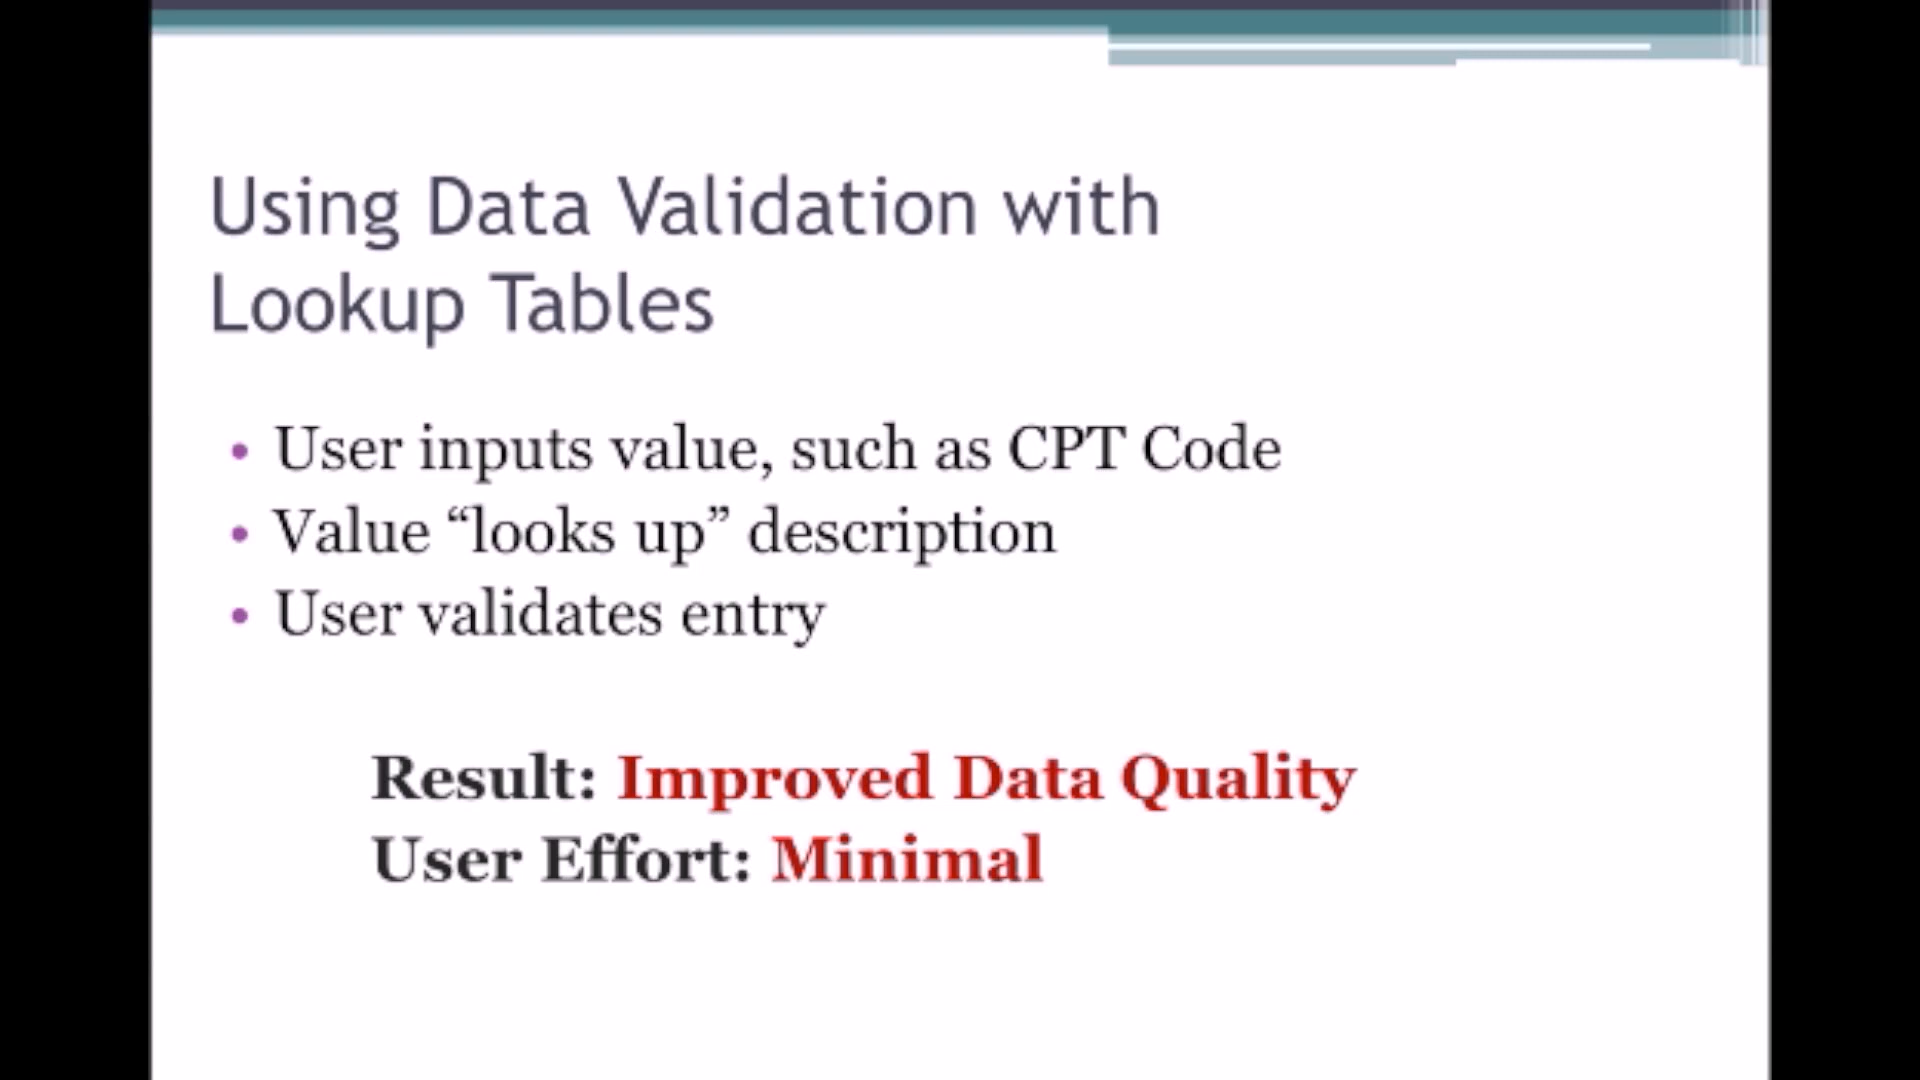 Using Data Validation with
Lookup Tables
• User inputs value, such as CPT Code
• Value “looks up” description
• User validates entry
Result: Improved Data Quality
User Effort: Minimal